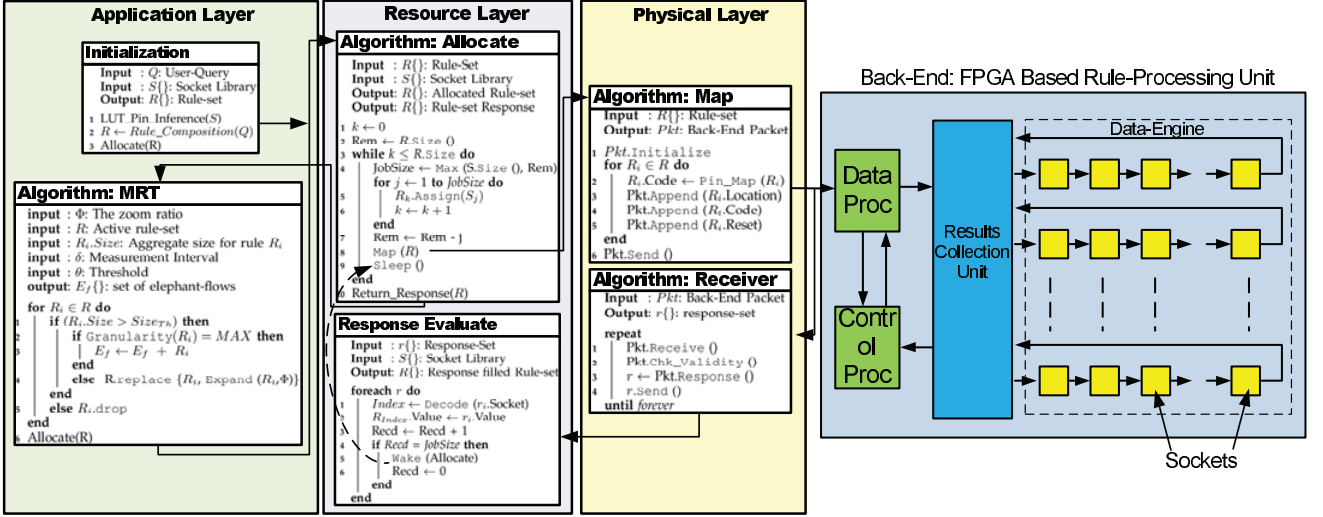 Application Layer
Initialization
Input : Q: User-Query
Input : S{}: Socket Library
Output: R{}: Rule-set
1 LUT_Pin_Inference(S)
2 R ← Rule_Composition(Q)
3 Allocate(R)
Algorithm: MRT
input : Φ: The zoom ratio
input : R: Active rule-set
input : Ri.Size: Aggregate size for rule Ri
input : δ: Measurement Interval
input : θ: Threshold
output: Ef{}: set of elephant-flows
for Ri ∈ R do
1 if (Ri.Size > SizeTh) then
2 if Granularity(Ri) = MAX then
3 Ef ← Ef + Ri
end
4 else R.replace {Ri, Expand (Ri,Φ)}
end
5 else Ri.drop
end
6 Allocate(R)
Resource Layer
Algorithm: Allocate
Input : R{}: Rule-Set
Input : S{}: Socket Library
Output: R{}: Allocated Rule-set
Output: R{}: Rule-set Response
1 k ← 0
2 Rem ← R.Size ()
3 while k ≤ R.Size do
4 JobSize ← Max (S.Size (), Rem)
for j ← 1 to JobSize do
5 Rk.Assign(Sj)
6 k ← k + 1
end
7 Rem ← Rem - j
8 Map (R)
9 Sleep ()
end
0 Return_Response(R)
Response Evaluate
Input : r{}: Response-Set
Input : S{}: Socket Library
Output: R{}: Response filled Rule-set
foreach r do
1 Index ← Decode (ri.Socket)
2 RIndex.Value ← ri.Value
3 Recd ← Recd + 1
4 if Recd = JobSize then
5 Wake (Allocate)
6 Recd ← 0
end
end
Physical Layer
Algorithm: Map
Input : R{}: Rule-set
Output: Pkt: Back-End Packet
1 Pkt.Initialize
for Ri ∈ R do
2 Ri.Code ← Pin_Map (Ri)
3 Pkt.Append (Ri.Location)
4 Pkt.Append (Ri.Code)
5 Pkt.Append (Ri.Reset)
end
6 Pkt.Send ()
Algorithm: Receiver
Input : Pkt: Back-End Packet
Output: r{}: response-set
repeat
1 Pkt.Receive ()
2 Pkt.Chk_Validity ()
3 r ← Pkt.Response ()
4 r.Send ()
until forever
Back-End: FPGA Based Rule-Processing Unit
Data-Engine
Data
Proc
Contr
ol
Proc
Results
Collection
Unit
Sockets